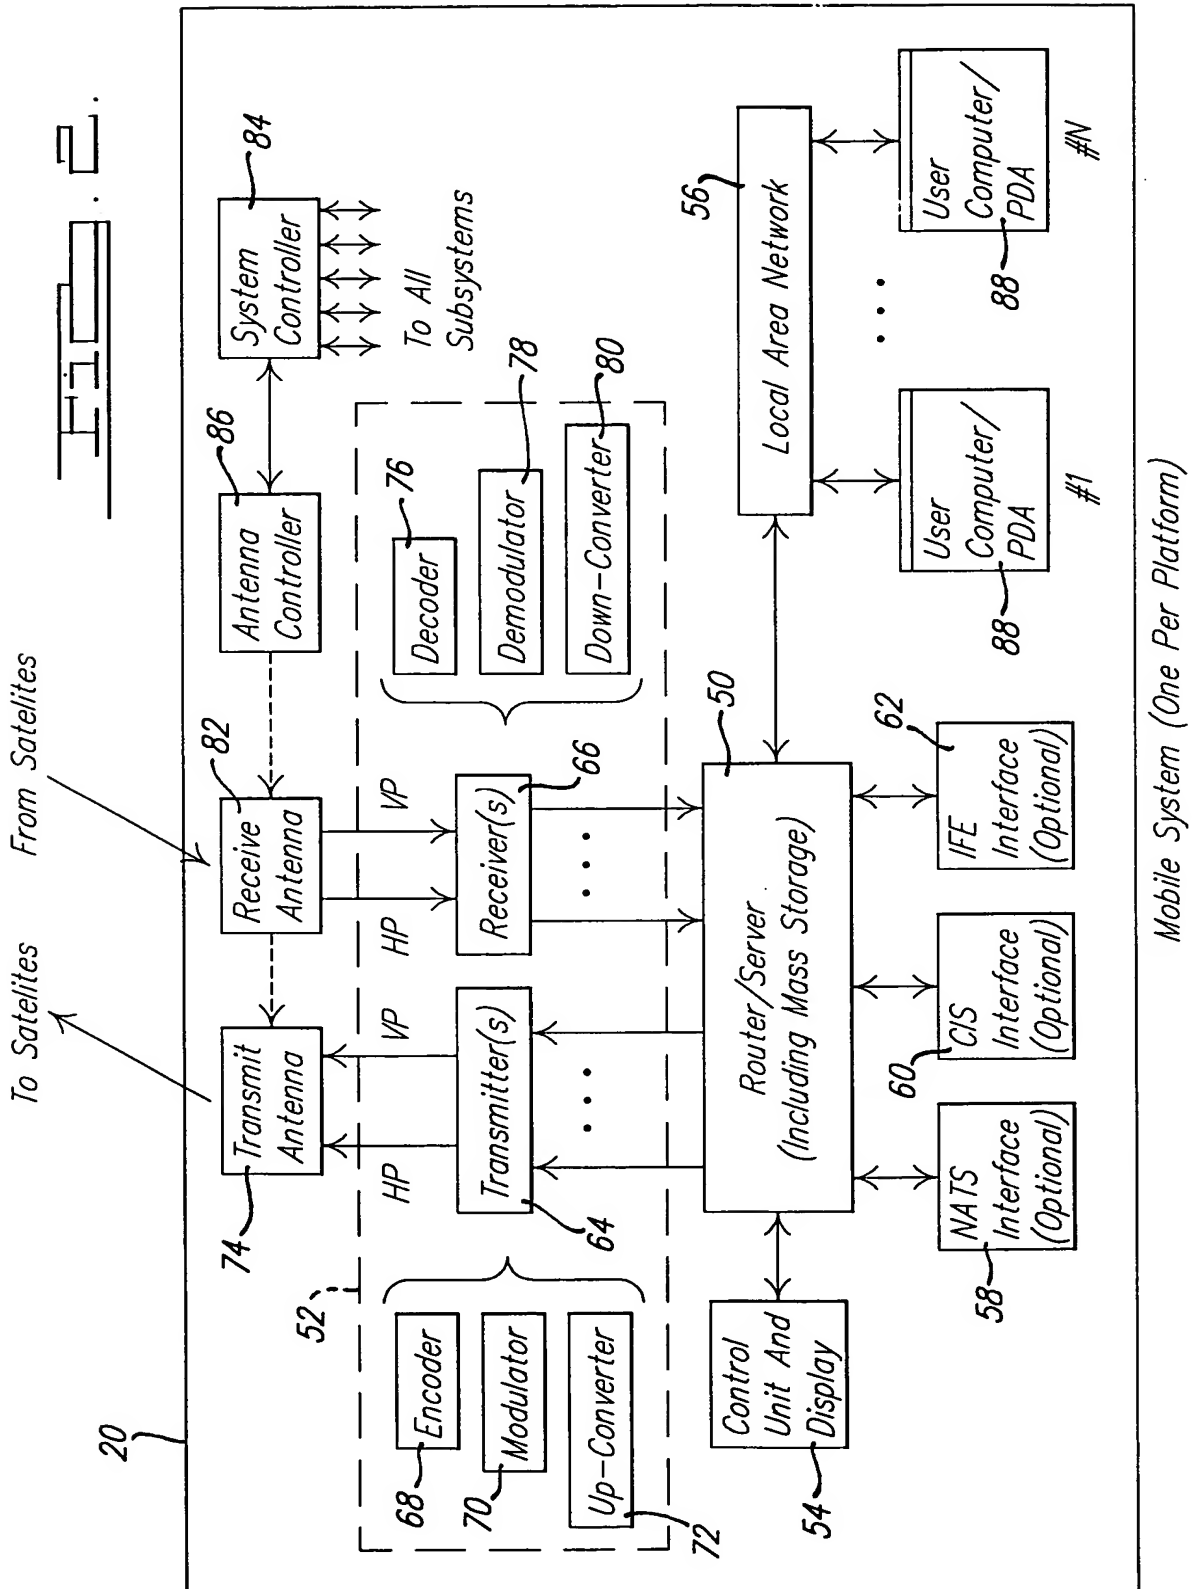 To Satelites
From Satelites
20
74
Transmit
Antenna
82
Receive
Antenna
86
Antenna
Controller
84
System
Controller
To All
Subsystems
52
HP
VP
HP
VP
68
Encoder
70
Modulator
Up-Converter
72
Transmitter(s)
64
Receiver(s)
66
76
Decoder
Demodulator
78
Down-Converter
80
Control
Unit And
Display
54
Router/Server
(Including Mass Storage)
50
Local Area Network
56
NATS
Interface
(Optional)
58
CIS
Interface
(Optional)
60
IFE
Interface
(Optional)
62
User
Computer/
PDA
88
#1
User
Computer/
PDA
88
#N
Mobile System (One Per Platform)